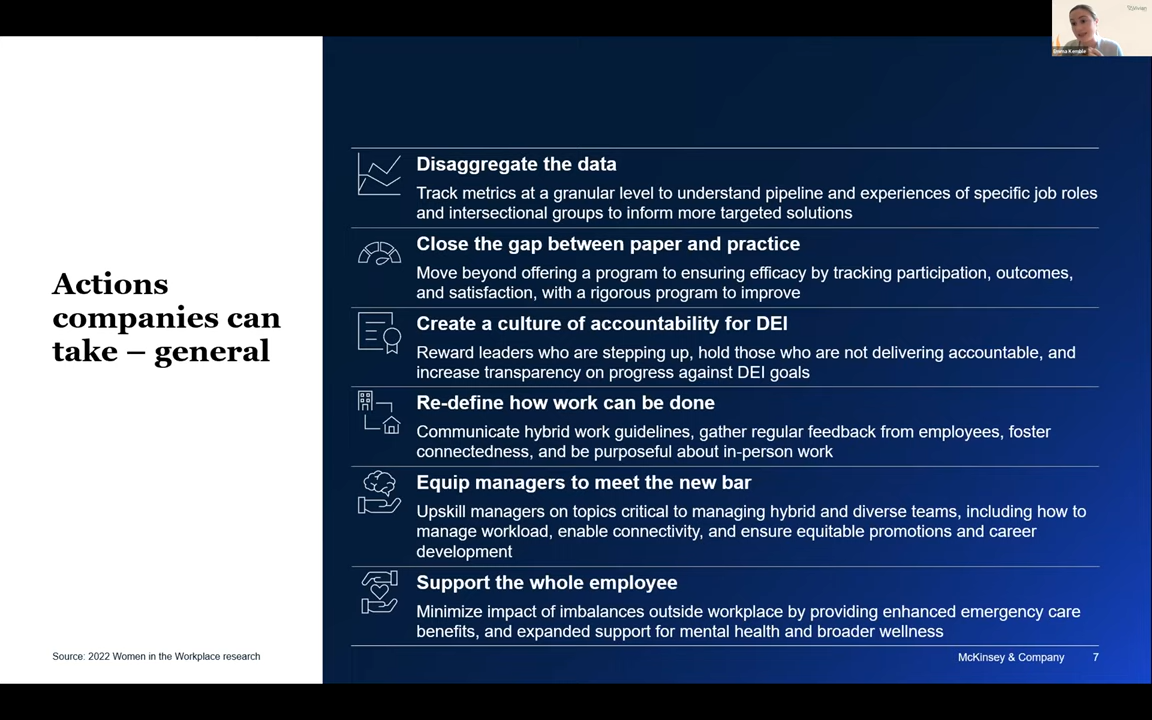 Actions
companies can
take – general
Source: 2022 Women in the Workplace research
Disaggregate the data
Track metrics at a granular level to understand pipeline and experiences of specific job roles
and intersectional groups to inform more targeted solutions
Close the gap between paper and practice
Move beyond offering a program to ensuring efficacy by tracking participation, outcomes,
and satisfaction, with a rigorous program to improve
Create a culture of accountability for DEI
Reward leaders who are stepping up, hold those who are not delivering accountable, and
increase transparency on progress against DEI goals
Re-define how work can be done
Communicate hybrid work guidelines, gather regular feedback from employees, foster
connectedness, and be purposeful about in-person work
Equip managers to meet the new bar
Upskill managers on topics critical to managing hybrid and diverse teams, including how to
manage workload, enable connectivity, and ensure equitable promotions and career
development
Support the whole employee
Minimize impact of imbalances outside workplace by providing enhanced emergency care
benefits, and expanded support for mental health and broader wellness
McKinsey & Company 7